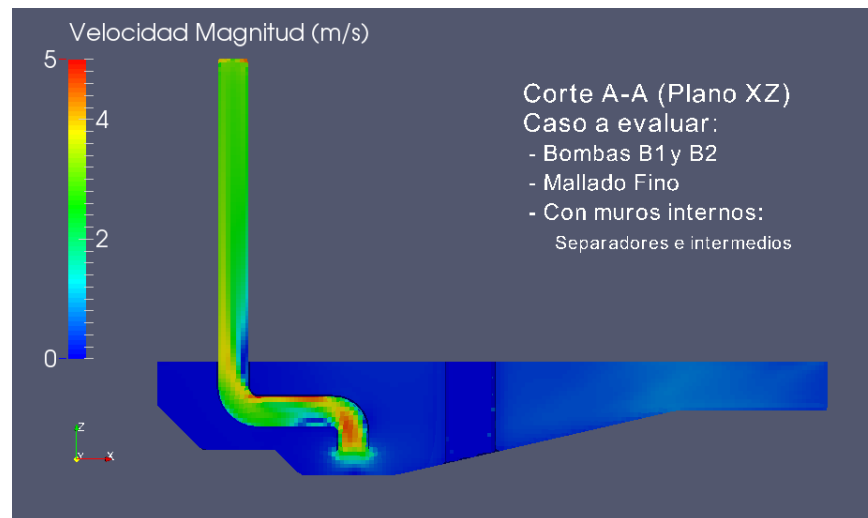 Velocidad Magnitud (m/s)
5
4
2
0
Corte A-A (Plano XZ)
Caso a evaluar:
- Bombas B1 y B2
- Mallado Fino
- Con muros internos:
Separadores e intermedios
Z
Y X